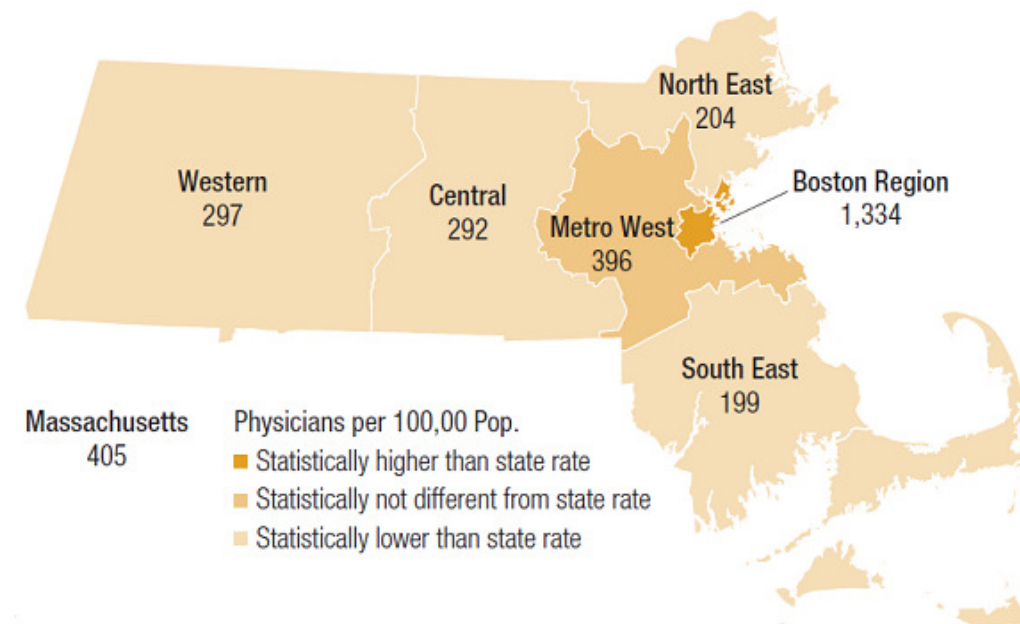 North East
204
Boston Region
1,334
Western
297
Central
292
Metro West
396
South East
199
Massachusetts
405
Physicians per 100,00 Pop.
Statistically higher than state rate
Statistically not different from state rate
Statistically lower than state rate